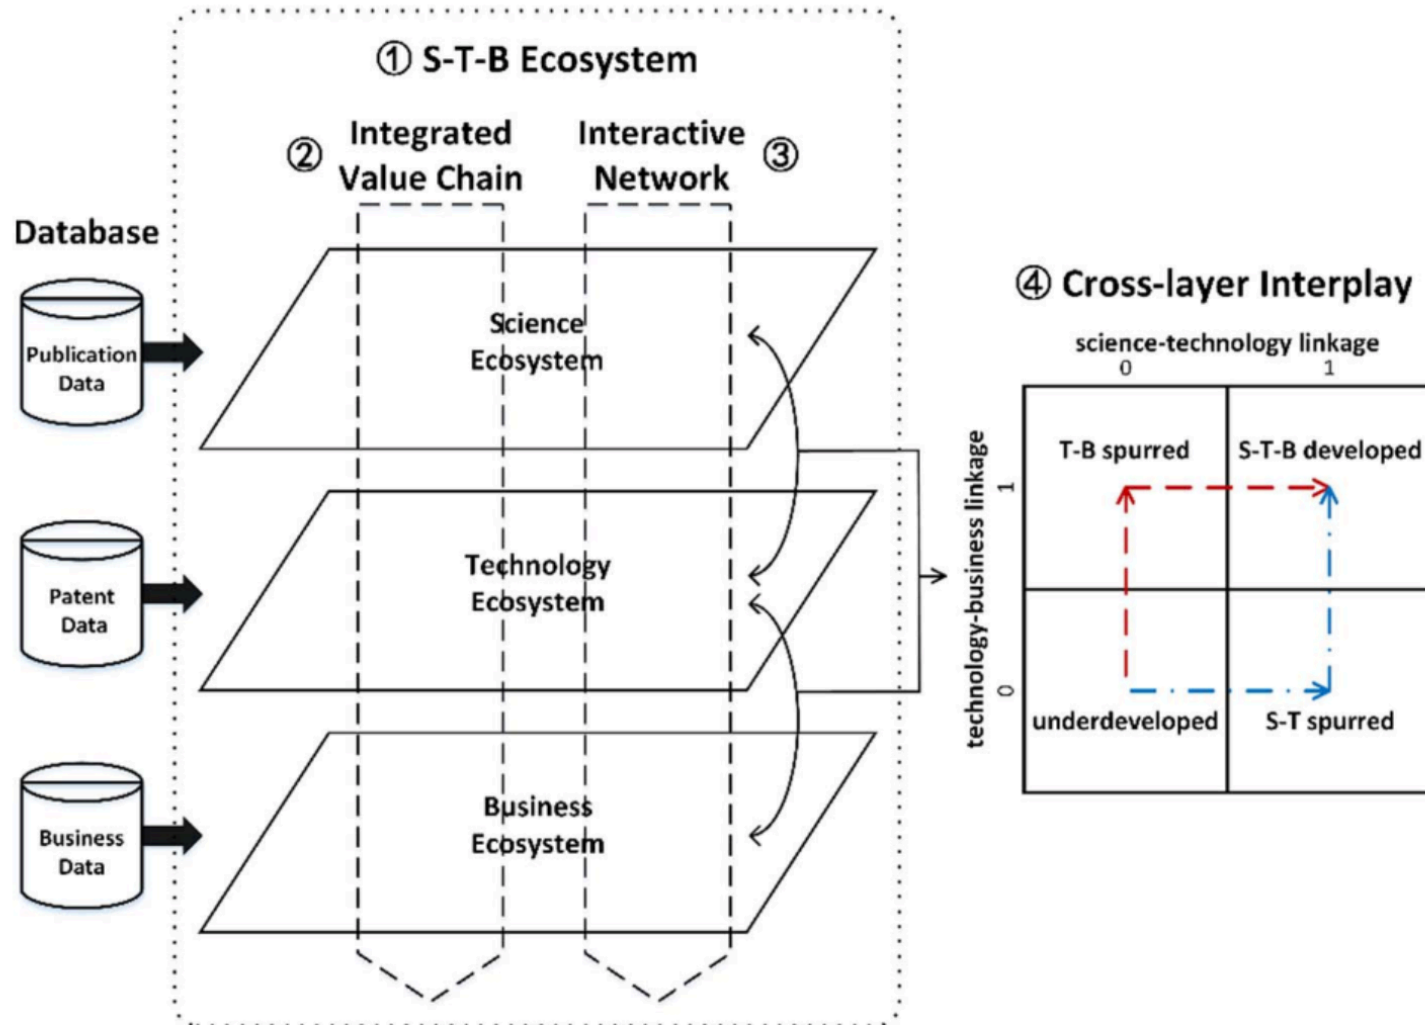 ① S-T-B Ecosystem
②
Integrated
Value Chain
Interactive
Network
③
Database
Publication
Data
Science
Ecosystem
Patent
Data
Technology
Ecosystem
Business
Data
Business
Ecosystem
④ Cross-layer Interplay
science-technology linkage
0 1
technology-business linkage
1
0
T-B spurred
S-T-B developed
underdeveloped
S-T spurred